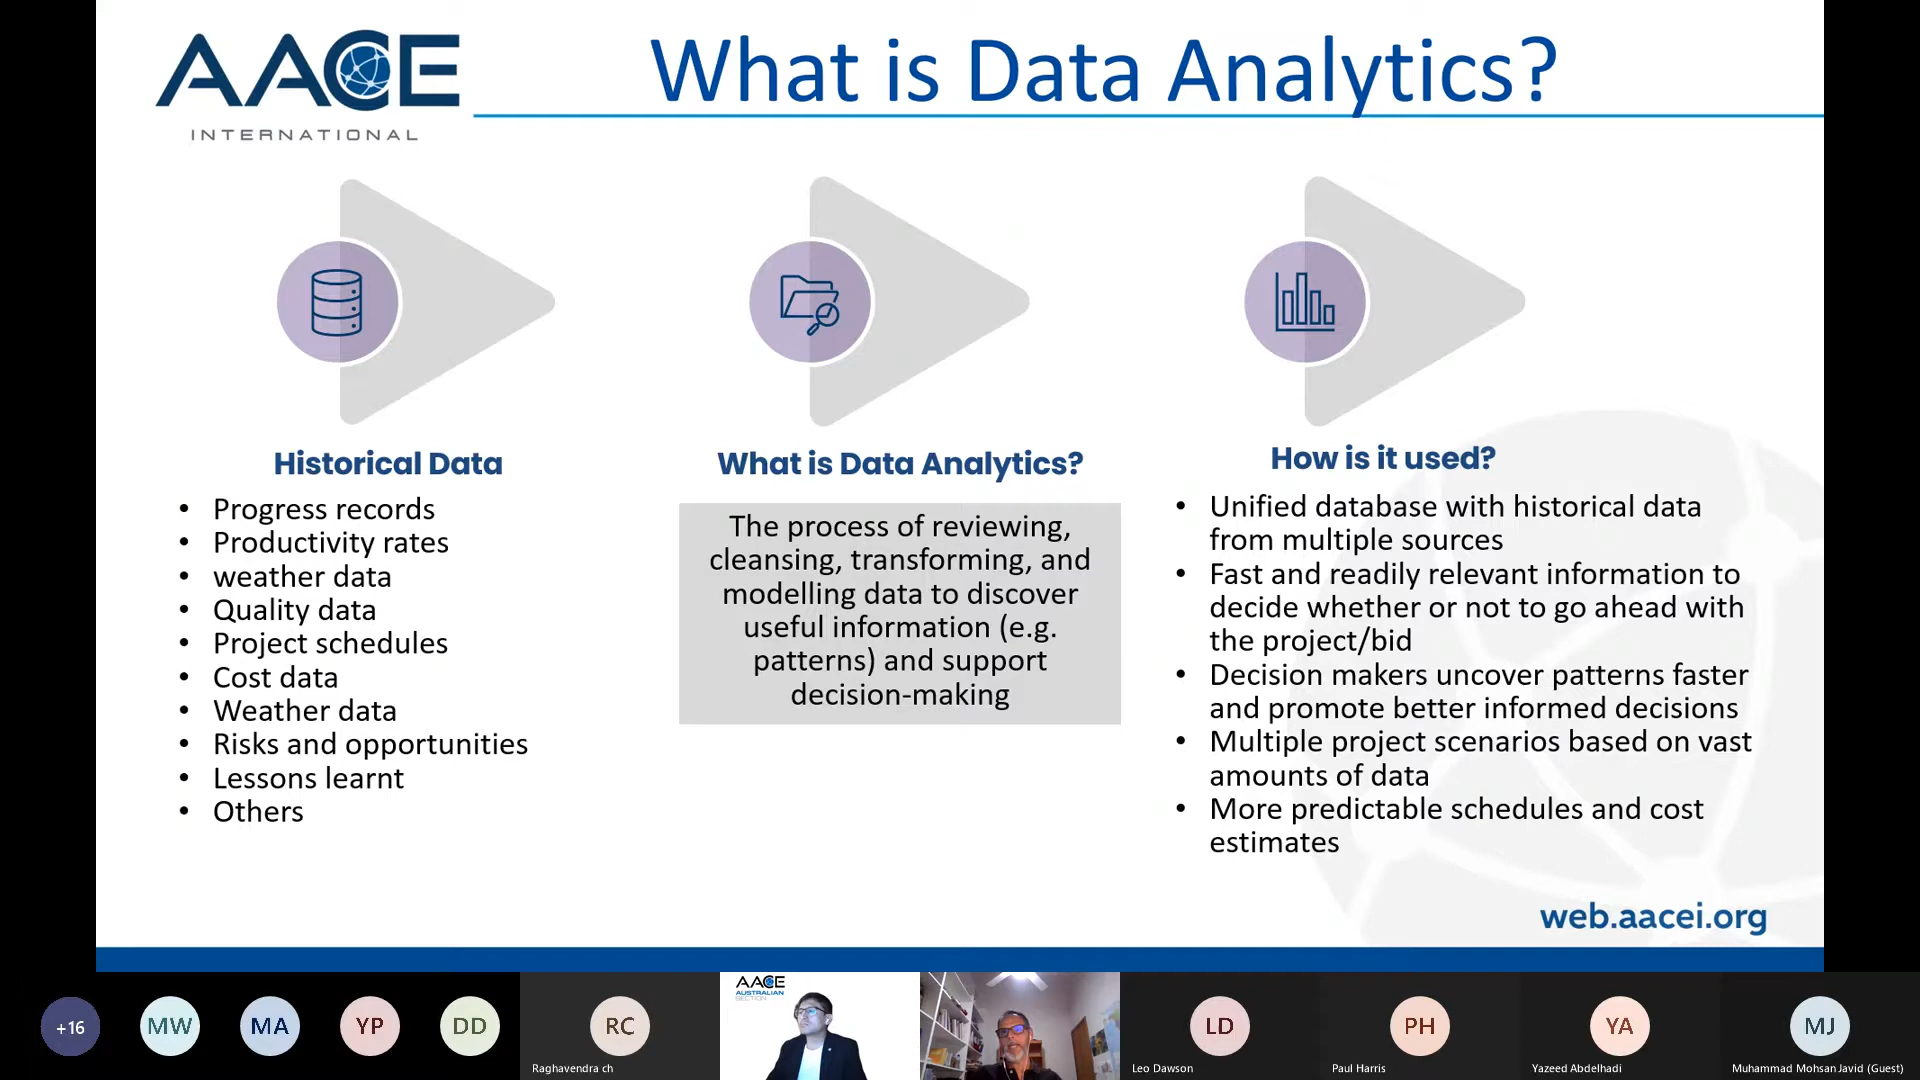 AACE
INTERNATIONAL
What is Data Analytics?
Historical Data
• Progress records
• Productivity rates
• weather data
• Quality data
• Project schedules
• Cost data
• Weather data
• Risks and opportunities
• Lessons learnt
• Others
What is Data Analytics?
The process of reviewing,
cleansing, transforming, and
modelling data to discover
useful information (e.g.
patterns) and support
decision-making
How is it used?
• Unified database with historical data
from multiple sources
• Fast and readily relevant information to
decide whether or not to go ahead with
the project/bid
• Decision makers uncover patterns faster
and promote better informed decisions
• Multiple project scenarios based on vast
amounts of data
• More predictable schedules and cost
estimates
web.aacei.org
+16
MW
MA
YP
DD
RC
Raghavendra ch
AACE
AUSTRALIAN
SECTION
LD
Leo Dawson
PH
Paul Harris
YA
Yazeed Abdelhadi
MJ
Muhammad Mohsan Javid (Guest)